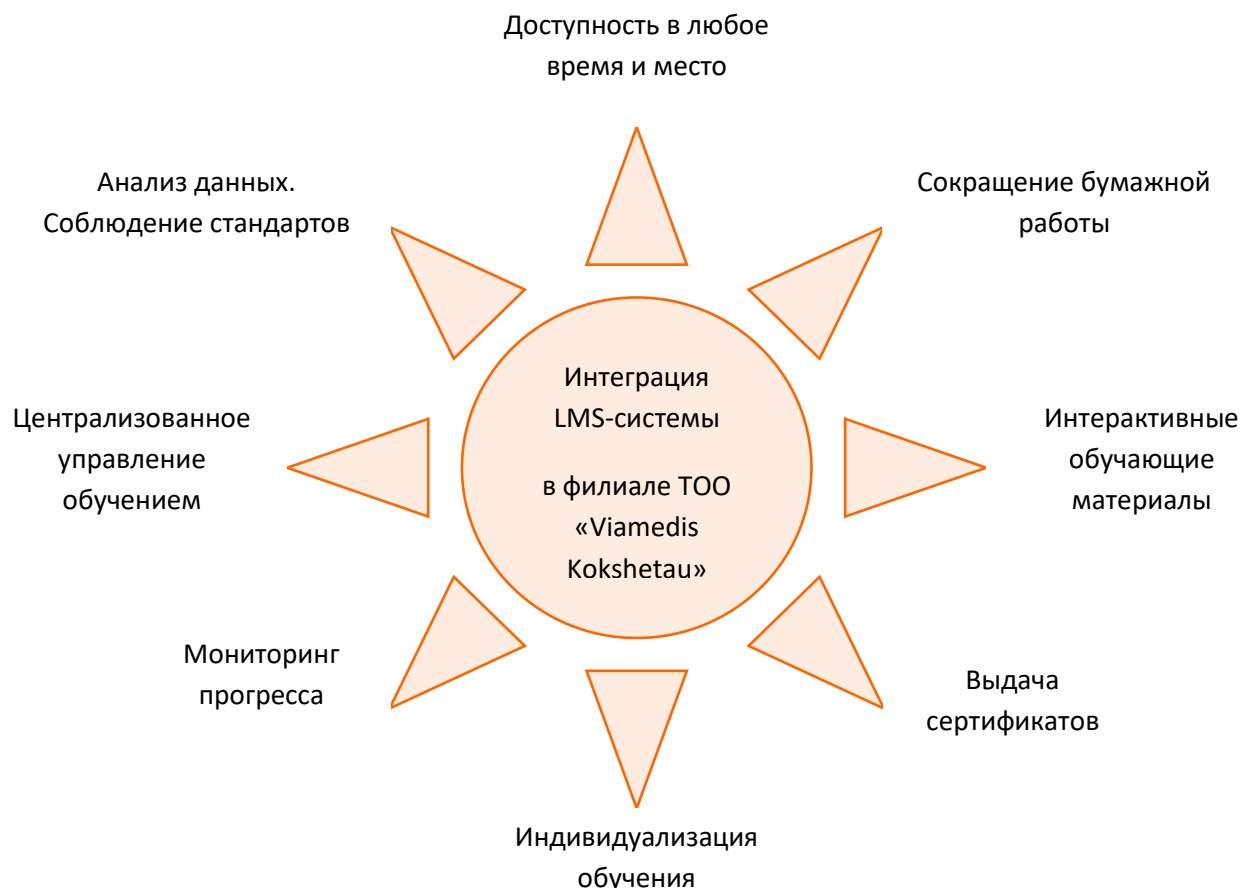 Доступность в любое
время и место
Анализ данных.
Соблюдение стандартов
Сокращение бумажной
работы
Интеграция
LMS-системы
в филиале ТОО
«Viamedis
Kokshetau»
Централизованное
управление
обучением
Интерактивные
обучающие
материалы
Мониторинг
прогресса
Выдача
сертификатов
Индивидуализация
обучения